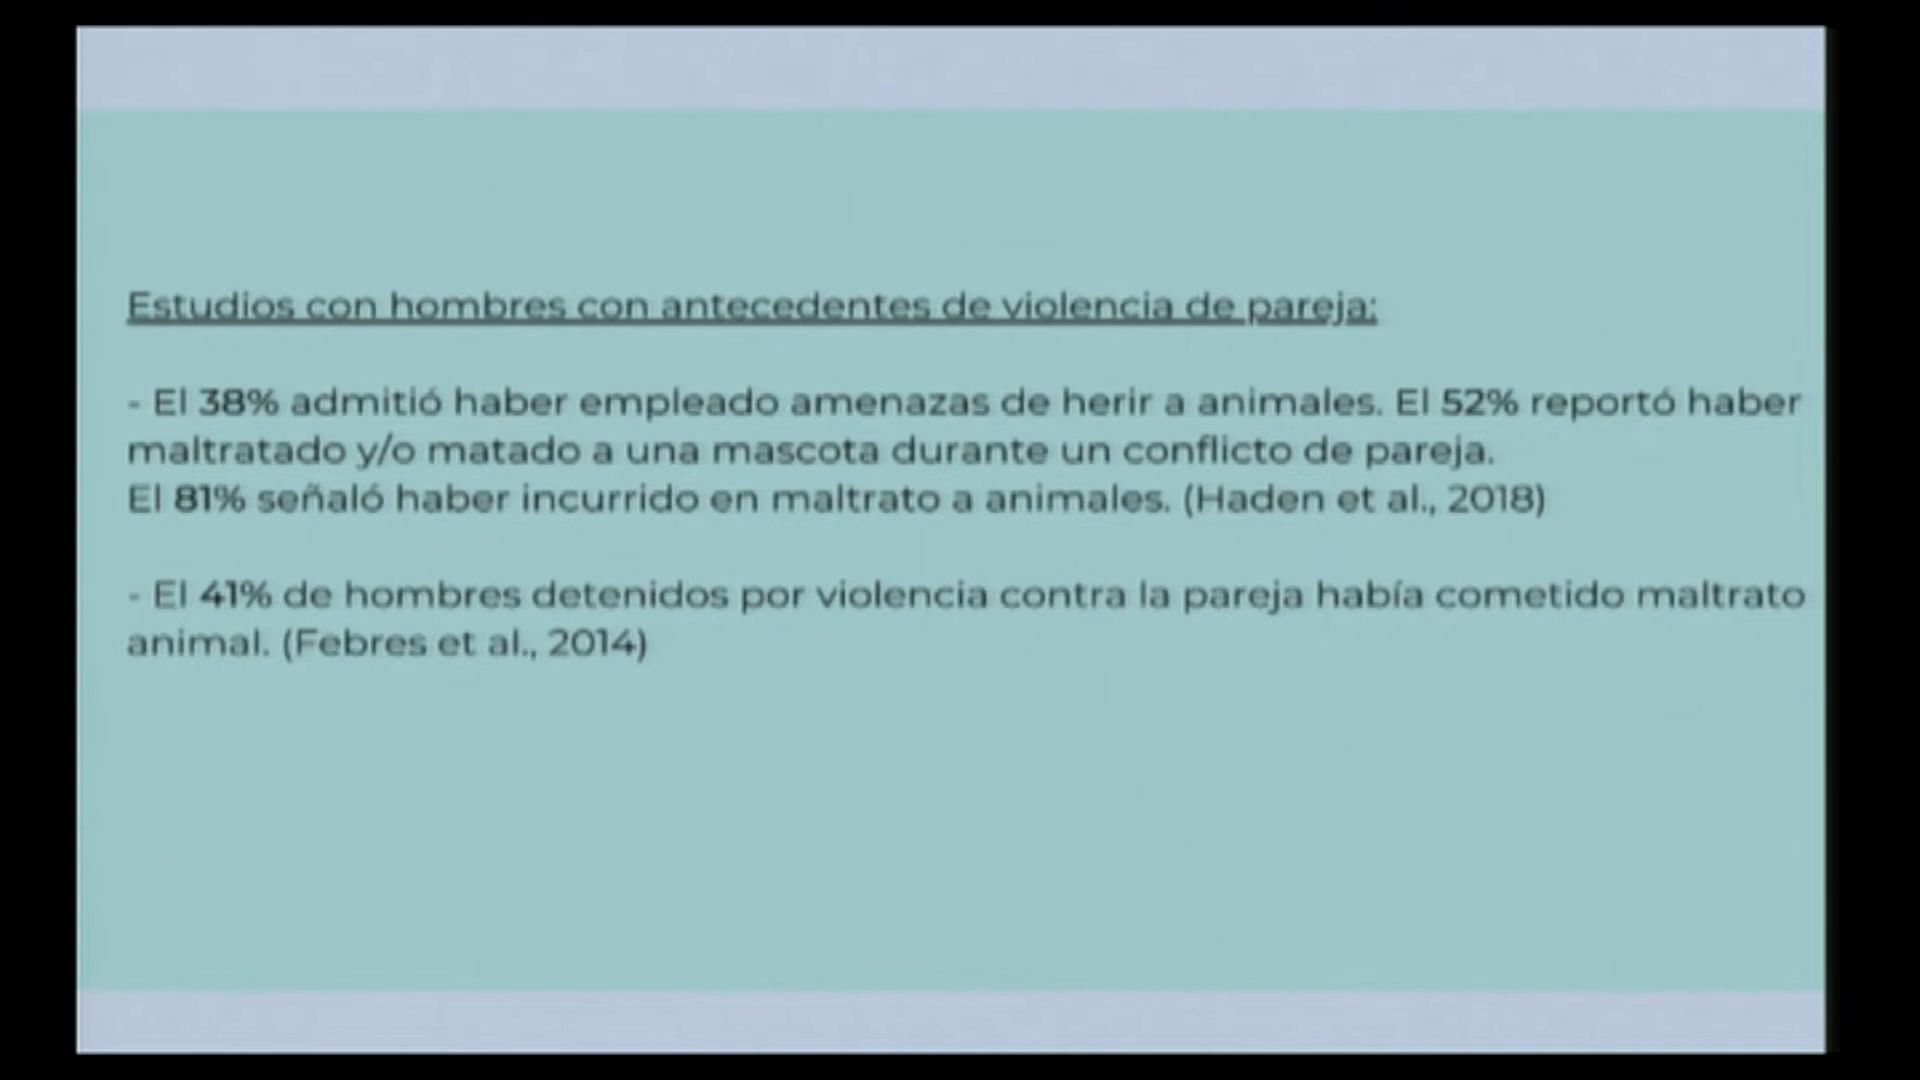 Estudios con hombres con antecedentes de violencia de pareja:
- El 38% admitió haber empleado amenazas de herir a animales. El 52% reportó haber
maltratado y/o matado a una mascota durante un conflicto de pareja.
El 81% señaló haber incurrido en maltrato a animales. (Haden et al., 2018)
- El 41% de hombres detenidos por violencia contra la pareja había cometido maltrato
animal. (Febres et al., 2014)